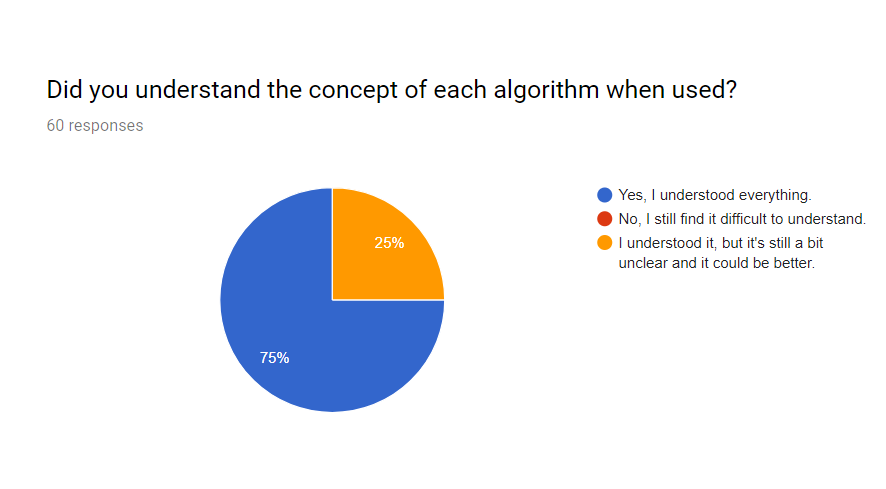 Did you understand the concept of each algorithm when used?
60 responses
25%
75%
Yes, I understood everything.
No, I still find it difficult to understand.
I understood it, but it's still a bit
unclear and it could be better.